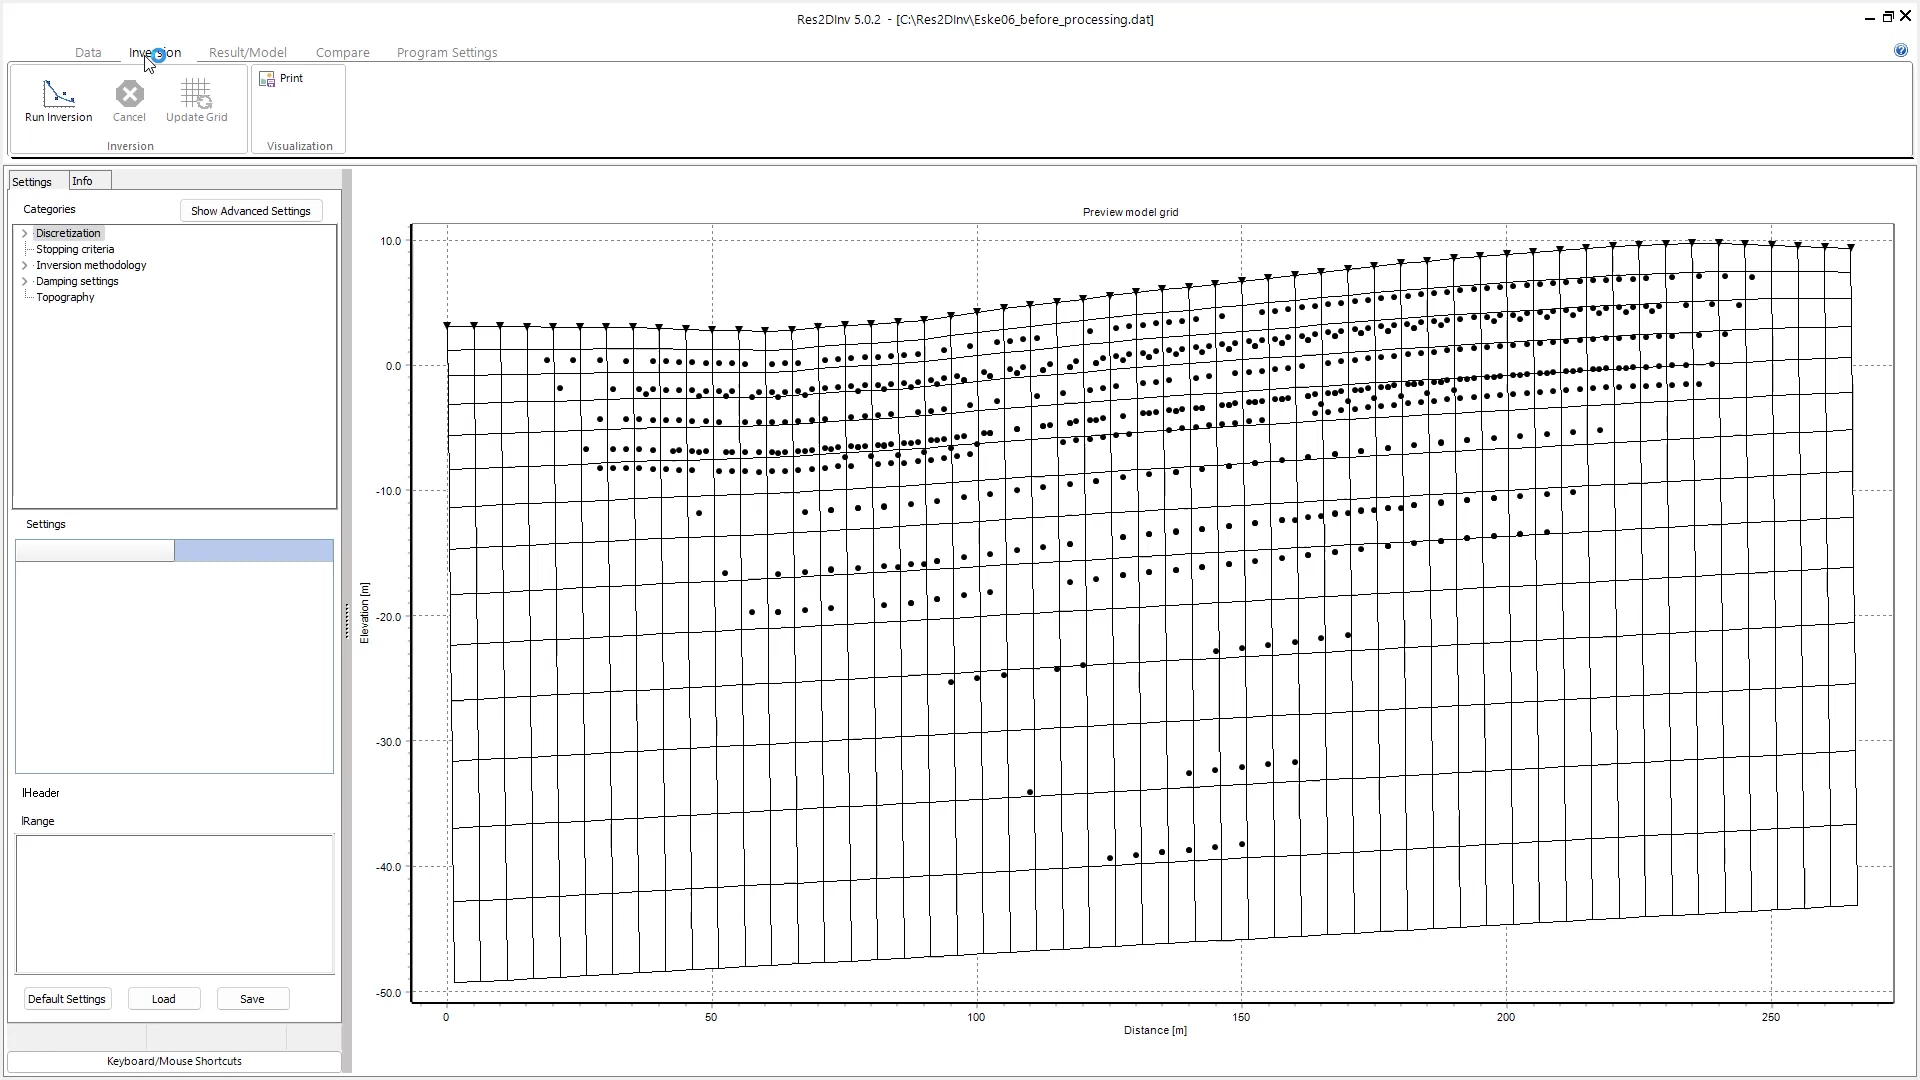 Res2DInv 5.0.2 - [C:\Res2DInv\Eske06_before_processing.dat]
Data Inversion Result/Model Compare Program Settings
Run Inversion Cancel Update Grid Print
Inversion Visualization
Settings Info
Categories Show Advanced Settings
Discretization
Stopping criteria
Inversion methodology
Damping settings
Topography
Settings
lHeader
lRange
Default Settings Load Save
Keyboard/Mouse Shortcuts
Preview model grid
10.0
0.0
-10.0
-20.0
-30.0
-40.0
-50.0
Elevation [m]
0 50 100 150 200 250
Distance [m]